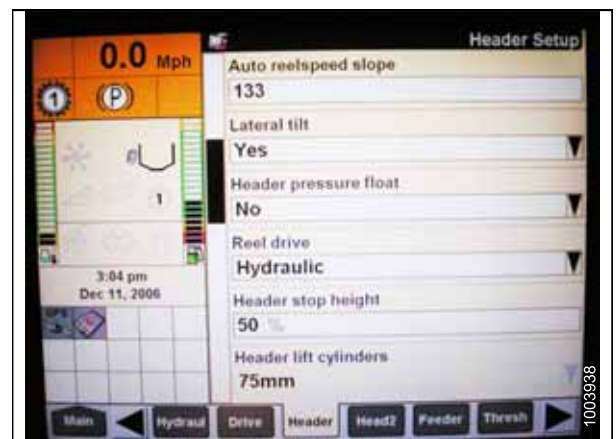 0.0 Mph
Header Setup
Auto reelspeed slope
133
1
(P)
Lateral tilt
Yes
Header pressure float
No
1
Reel drive
Hydraulic
3:04 pm
Dec 11, 2006
Header stop height
50 %
GPS
Header lift cylinders
75mm
Main
Hydraul
Drive
Header
Head2
Feeder
Thresh
1003938